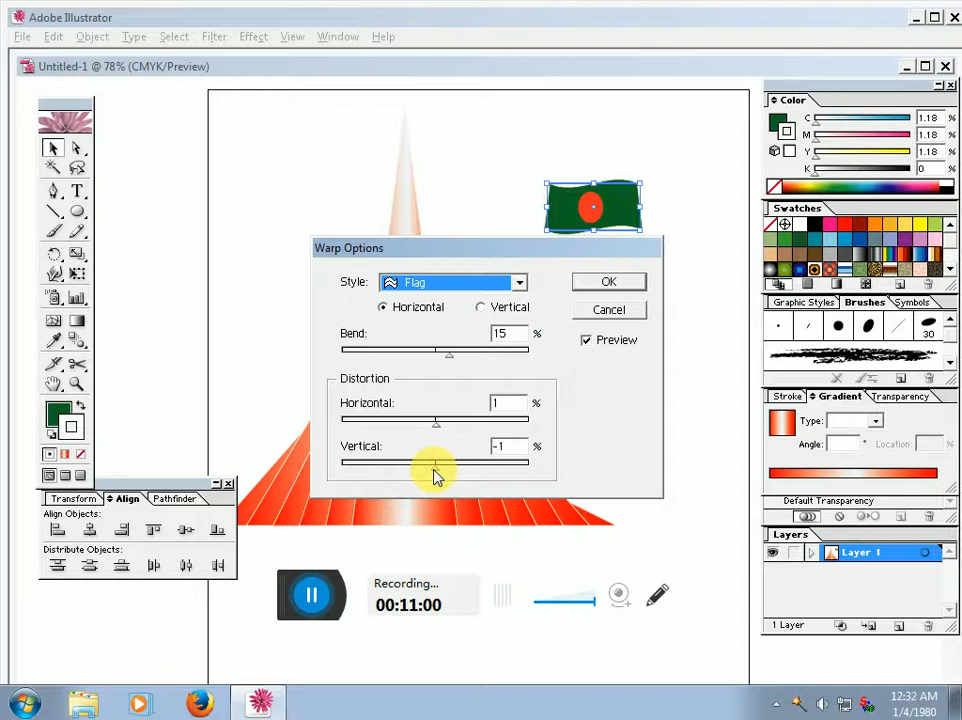 Adobe Illustrator
File Edit Object Type Select Filter Effect View Window Help
Untitled-1 @ 78% (CMYK/Preview)
Color
C 1.18 %
M 1.18 %
Y 1.18 %
K 0 %
Swatches
Graphic Styles Brushes Symbols
30
Stroke Gradient Transparency
Type:
Angle: Location: %
Default Transparency
Layers
Layer 1
1 Layer
Warp Options
Style: Flag OK
Horizontal Vertical Cancel
Bend: 15 % Preview
Distortion
Horizontal: 1 %
Vertical: -1 %
Transform Align Pathfinder
Align Objects:
Distribute Objects:
Recording...
00:11:00
12:32 AM
1/4/1980